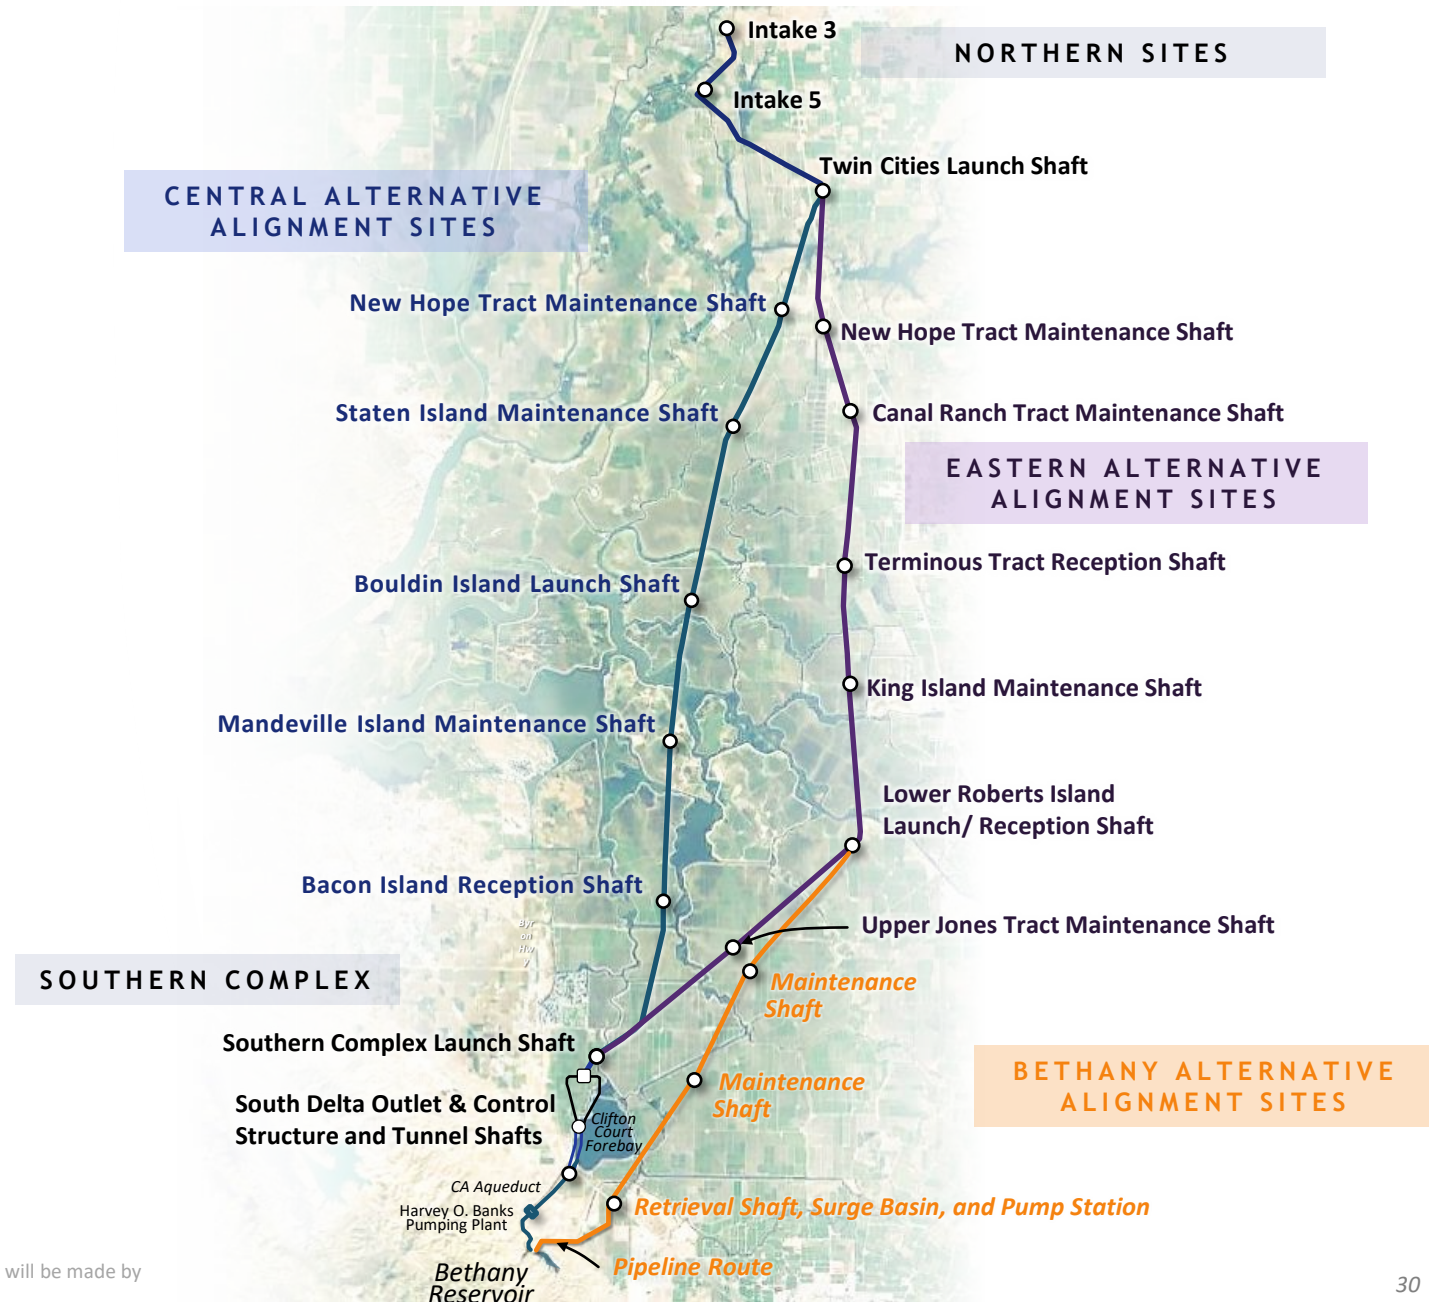 Intake 3
NORTHERN SITES
Intake 5
Twin Cities Launch Shaft
CENTRAL ALTERNATIVE
ALIGNMENT SITES
New Hope Tract Maintenance Shaft
New Hope Tract Maintenance Shaft
Staten Island Maintenance Shaft
Canal Ranch Tract Maintenance Shaft
EASTERN ALTERNATIVE
ALIGNMENT SITES
Terminous Tract Reception Shaft
Bouldin Island Launch Shaft
King Island Maintenance Shaft
Mandeville Island Maintenance Shaft
Lower Roberts Island
Launch/ Reception Shaft
Bacon Island Reception Shaft
Upper Jones Tract Maintenance Shaft
Byr
on
Hw
y
SOUTHERN COMPLEX
Maintenance
Shaft
Southern Complex Launch Shaft
BETHANY ALTERNATIVE
ALIGNMENT SITES
Maintenance
Shaft
South Delta Outlet & Control
Structure and Tunnel Shafts
Clifton
Court
Forebay
CA Aqueduct
Harvey O. Banks
Pumping Plant
Retrieval Shaft, Surge Basin, and Pump Station
Pipeline Route
Bethany
Reservoir
will be made by
30